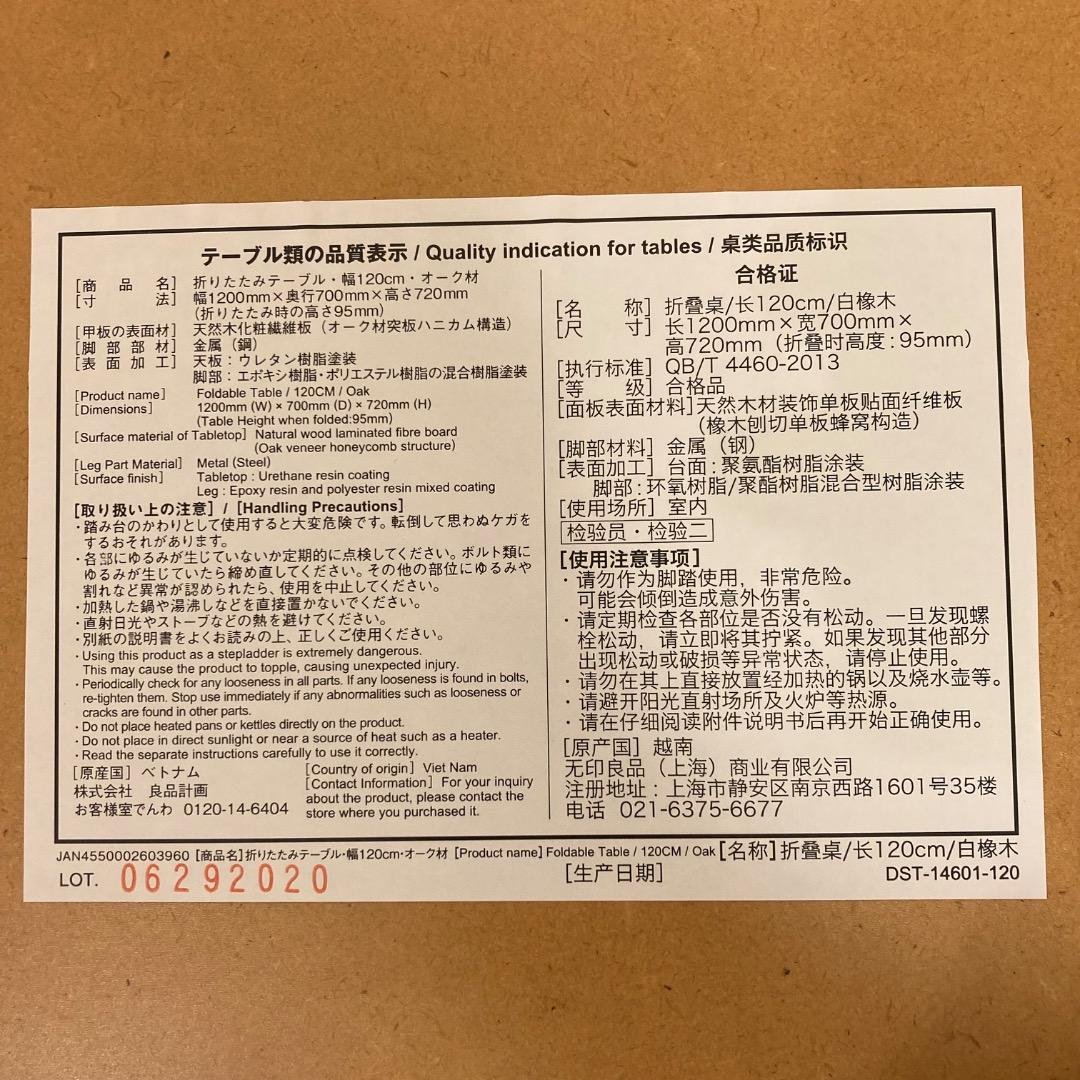 テーブル類の品質表示 / Quality indication for tables / 桌类品质标识
[商品名] 折りたたみテーブル・幅120cm・オーク材
[寸法] 幅1200mm×奥行700mm×高さ720mm
(折りたたみ時の高さ95mm)
[甲板の表面材] 天然木化粧繊維板（オーク材突板ハニカム構造）
[脚部部材] 金属（鋼）
[表面加工] 天板：ウレタン樹脂塗装
脚部：エポキシ樹脂・ポリエステル樹脂の混合樹脂塗装
[Product name] Foldable Table / 120CM / Oak
[Dimensions] 1200mm (W) × 700mm (D) × 720mm (H)
(Table Height when folded:95mm)
[Surface material of Tabletop] Natural wood laminated fibre board
(Oak veneer honeycomb structure)
[Leg Part Material] Metal (Steel)
[Surface finish] Tabletop : Urethane resin coating
Leg : Epoxy resin and polyester resin mixed coating
[取り扱い上の注意] / [Handling Precautions]
・踏み台のかわりとして使用すると大変危険です。転倒して思わぬケガを
するおそれがあります。
・各部にゆるみが生じていないか定期的に点検してください。ボルト類に
ゆるみが生じていたら締め直してください。その他の部位にゆるみや
割れなど異常が認められたら、使用を中止してください。
・加熱した鍋や湯沸しなどを直接置かないでください。
・直射日光やストーブなどの熱を避けてください。
・別紙の説明書をよくお読みの上、正しくご使用ください。
・Using this product as a stepladder is extremely dangerous.
This may cause the product to topple, causing unexpected injury.
・Periodically check for any looseness in all parts. If any looseness is found in bolts,
re-tighten them. Stop use immediately if any abnormalities such as looseness or
cracks are found in other parts.
・Do not place heated pans or kettles directly on the product.
・Do not place in direct sunlight or near a source of heat such as a heater.
・Read the separate instructions carefully to use it correctly.
[原産国] ベトナム
株式会社　良品計画
お客様室でんわ 0120-14-6404
[Country of origin] Viet Nam
[Contact Information] For your inquiry
about the product, please contact the
store where you purchased it.
合格证
[名称] 折叠桌/长120cm/白橡木
[尺寸] 长1200mm×宽700mm×
高720mm（折叠时高度:95mm）
[执行标准] QB/T 4460-2013
[等级] 合格品
[面板表面材料]天然木材装饰单板贴面纤维板
（橡木刨切单板蜂窝构造）
[脚部材料] 金属（钢）
[表面加工] 台面:聚氨酯树脂涂装
脚部:环氧树脂/聚酯树脂混合型树脂涂装
[使用场所] 室内
检验员・检验二
[使用注意事项]
・请勿作为脚踏使用，非常危险。
可能会倾倒造成意外伤害。
・请定期检查各部位是否没有松动。一旦发现螺
栓松动，请立即将其拧紧。如果发现其他部分
出现松动或破损等异常状态，请停止使用。
・请勿在其上直接放置经加热的锅以及烧水壶等。
・请避开阳光直射场所及火炉等热源。
・请在仔细阅读附件说明书后再开始正确使用。
[原产国] 越南
无印良品（上海）商业有限公司
注册地址：上海市静安区南京西路1601号35楼
电话 021-6375-6677
JAN4550002603960 [商品名]折りたたみテーブル・幅120cm・オーク材 [Product name] Foldable Table / 120CM / Oak [名称]折叠桌/长120cm/白橡木
LOT. 06292020 [生产日期] DST-14601-120